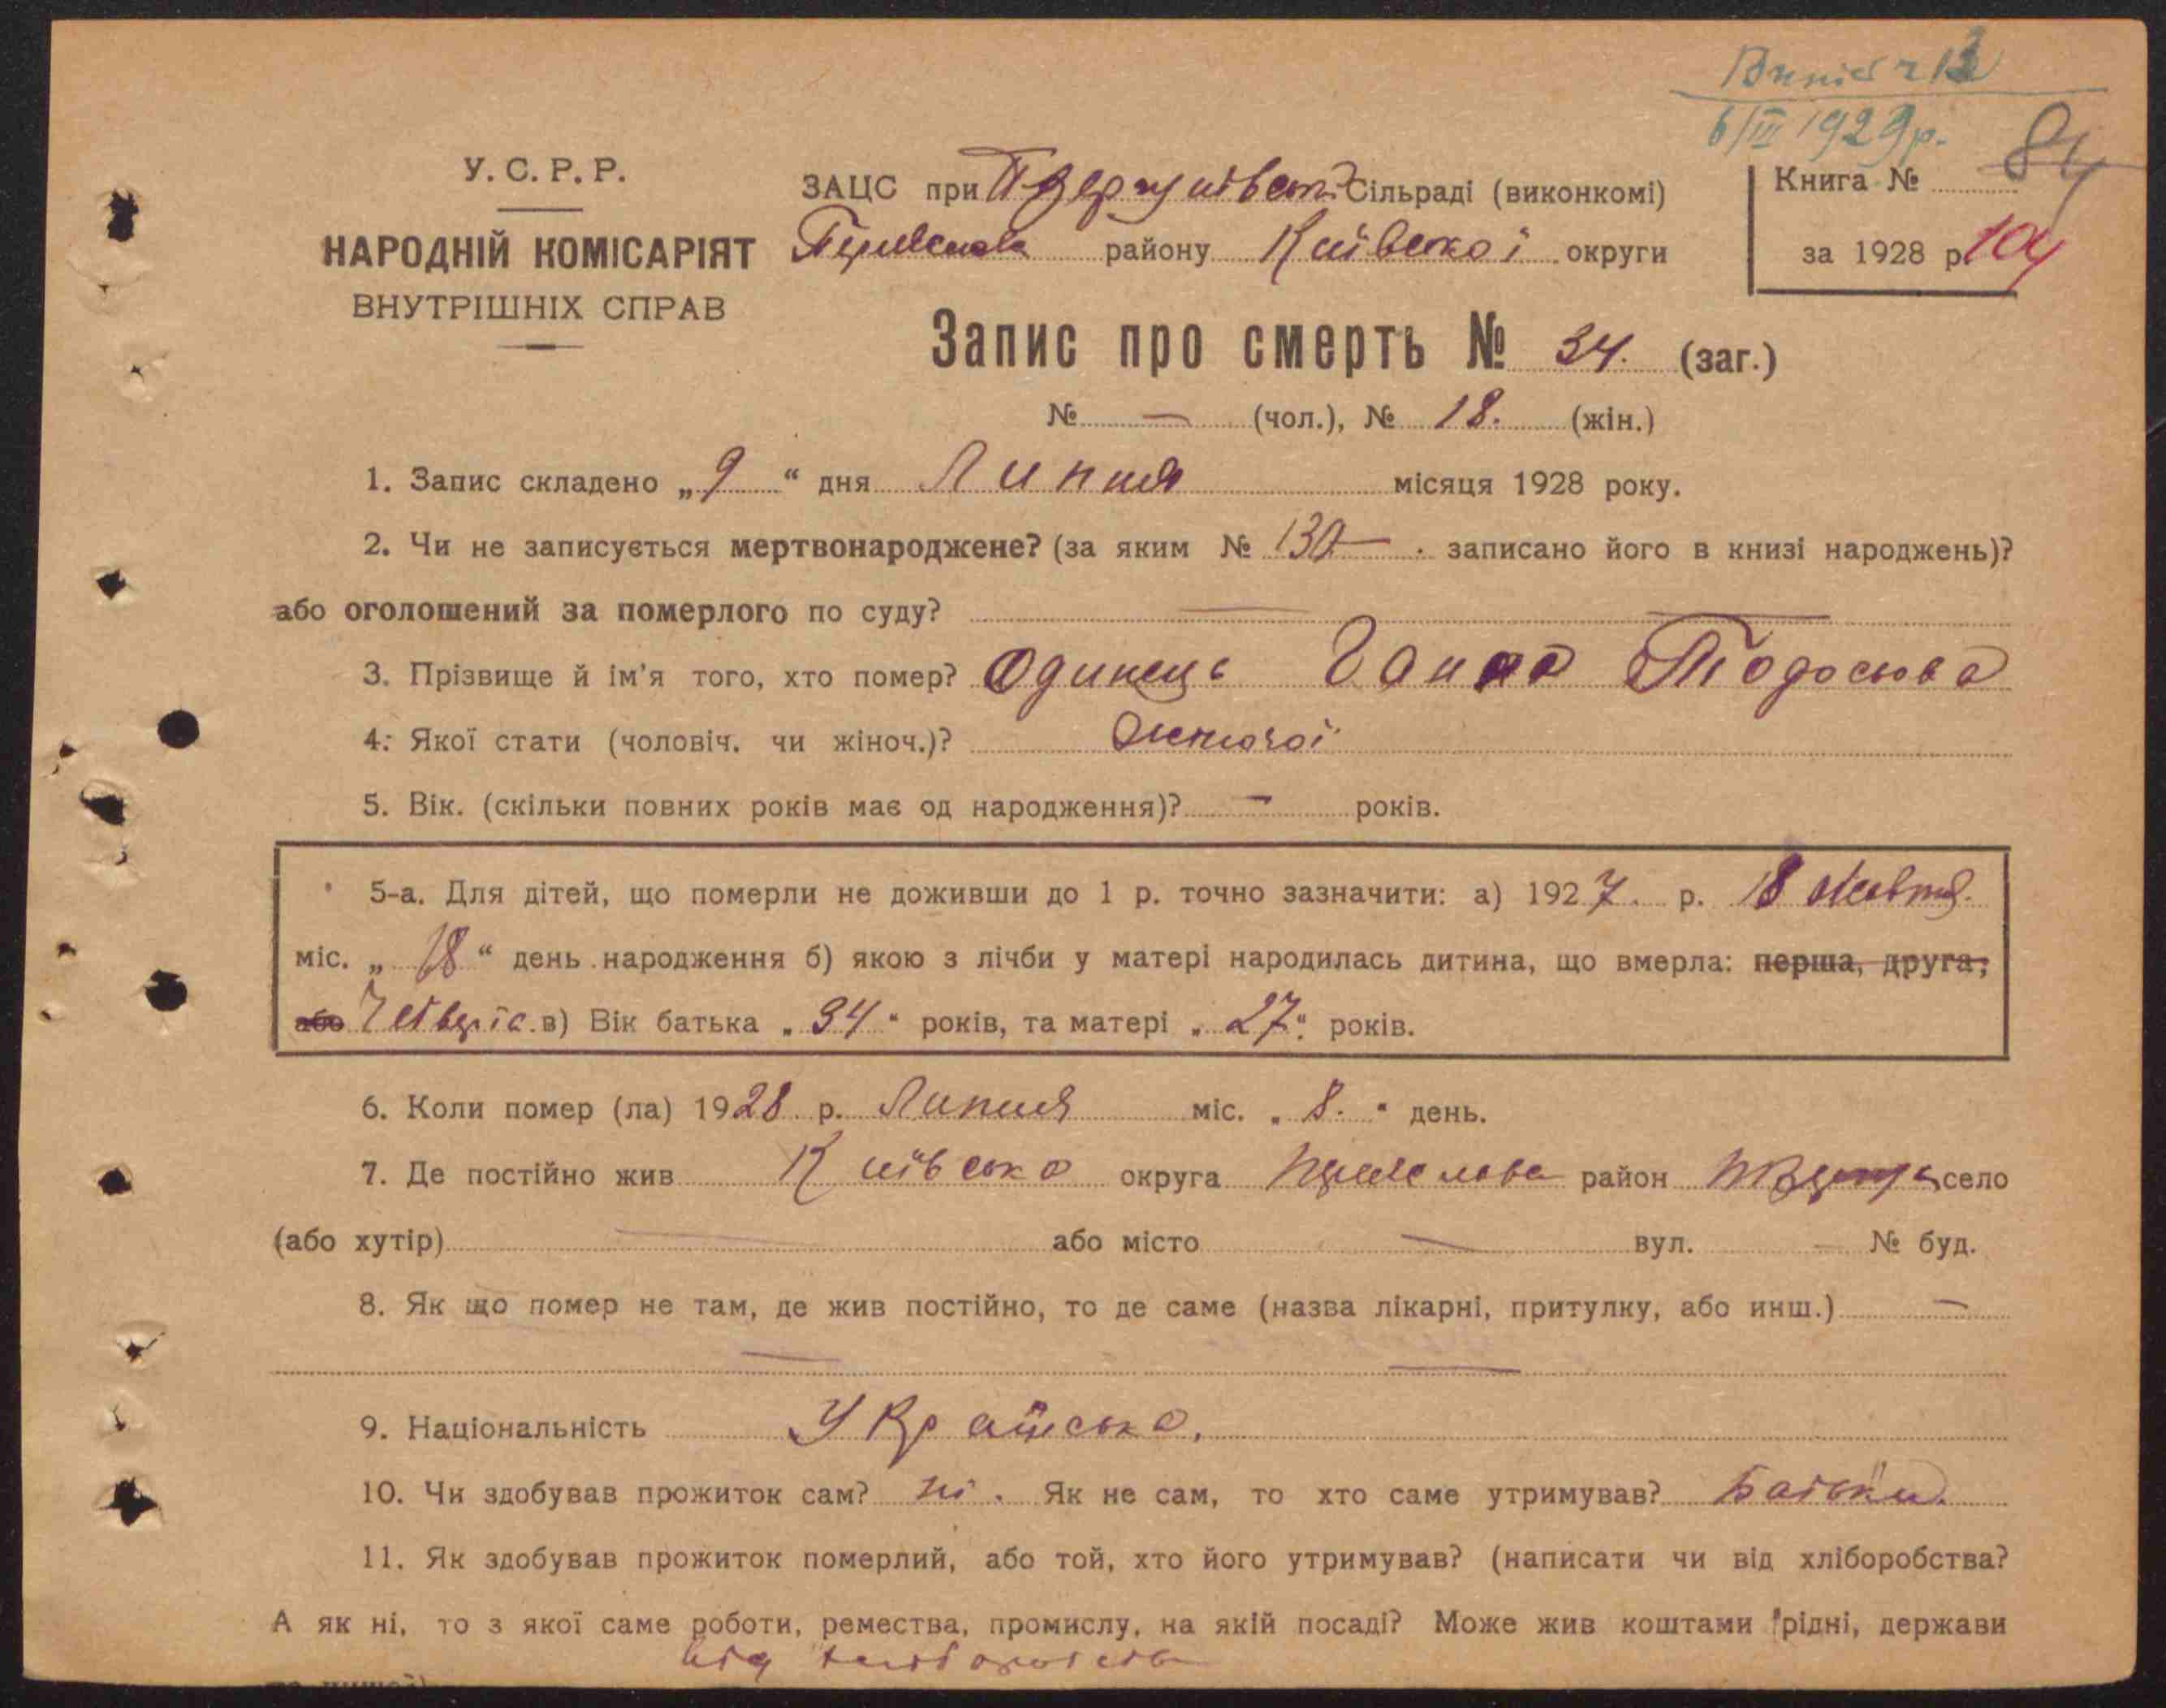 Випис ч 13
6/III 1929 р.
84
У. С. Р. Р.
НАРОДНІЙ КОМІСАРІЯТ
ВНУТРІШНІХ СПРАВ
ЗАЦС при Сільраді (виконкомі)
району Київської округи
Книга №
за 1928 р. 104
Запис про смерть № 34. (заг.)
№ — (чол.), № 18. (жін.)
1. Запис складено „ 9 “ дня Липня місяця 1928 року.
2. Чи не записується мертвонароджене? (за яким № 130 — . записано його в книзі народжень)?
або оголошений за померлого по суду? — —
3. Прізвище й ім'я того, хто помер? Одинець Ганна Тодосьова
4. Якої стати (чоловіч. чи жіноч.)? Жіночої
5. Вік. (скільки повних років має од народження)? — років.
5-а. Для дітей, що померли не доживши до 1 р. точно зазначити: а) 1927. р. 18 Жовтня.
міс. „ 18 “ день народження б) якою з лічби у матері народилась дитина, що вмерла: перша, друга,
або Четверта. в) Вік батька „ 34 “ років, та матері „ 27 “ років.
6. Коли помер (ла) 1928 р. Липня міс. „ 8. “ день.
7. Де постійно жив Київська округа район село
(або хутір) — або місто — вул. — № буд.
8. Як що помер не там, де жив постійно, то де саме (назва лікарні, притулку, або инш.) —
— —
9. Національність Українська.
10. Чи здобував прожиток сам? ні. Як не сам, то хто саме утримував? Батьки.
11. Як здобував прожиток померлий, або той, хто його утримував? (написати чи від хліборобства?
А як ні, то з якої саме роботи, ремества, промислу, на якій посаді? Може жив коштами рідні, держави
від хліборобства